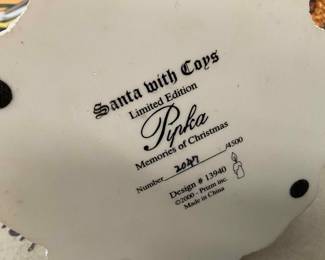 Santa with Coys
Limited Edition
Pipka
Memories of Christmas
Number 2047 /4500
Design # 13940
©2000 - Prizm inc.
Made in China